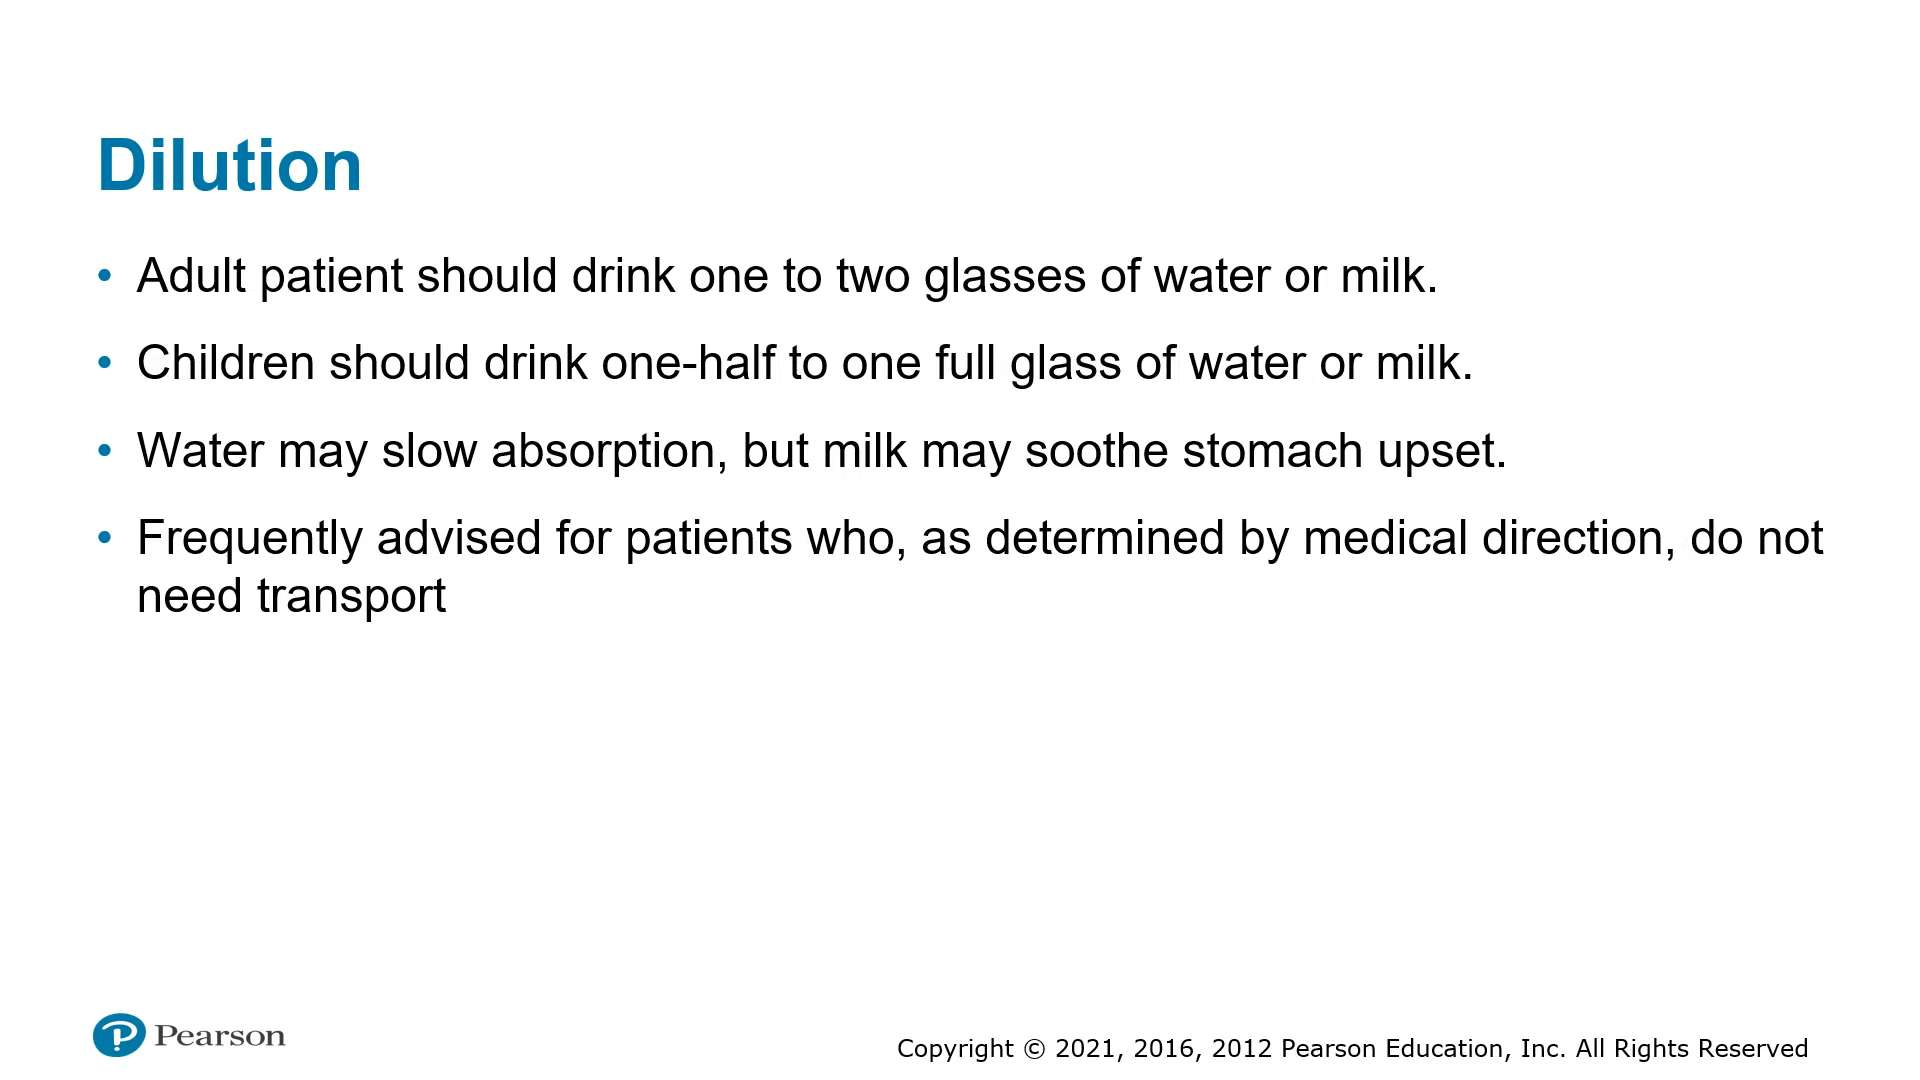 Dilution
• Adult patient should drink one to two glasses of water or milk.
• Children should drink one-half to one full glass of water or milk.
• Water may slow absorption, but milk may soothe stomach upset.
• Frequently advised for patients who, as determined by medical direction, do not
need transport
Pearson
Copyright © 2021, 2016, 2012 Pearson Education, Inc. All Rights Reserved